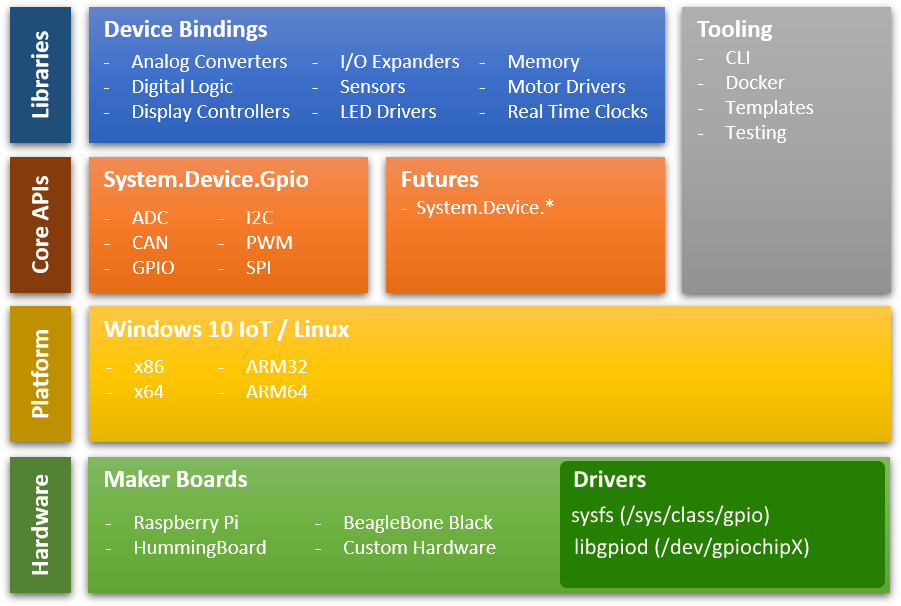 Libraries
Device Bindings
- Analog Converters
- Digital Logic
- Display Controllers
- I/O Expanders
- Sensors
- LED Drivers
- Memory
- Motor Drivers
- Real Time Clocks
Tooling
- CLI
- Docker
- Templates
- Testing
Core APIs
System.Device.Gpio
- ADC
- CAN
- GPIO
- I2C
- PWM
- SPI
Futures
- System.Device.*
Platform
Windows 10 IoT / Linux
- x86
- x64
- ARM32
- ARM64
Hardware
Maker Boards
- Raspberry Pi
- HummingBoard
- BeagleBone Black
- Custom Hardware
Drivers
sysfs (/sys/class/gpio)
libgpiod (/dev/gpiochipX)